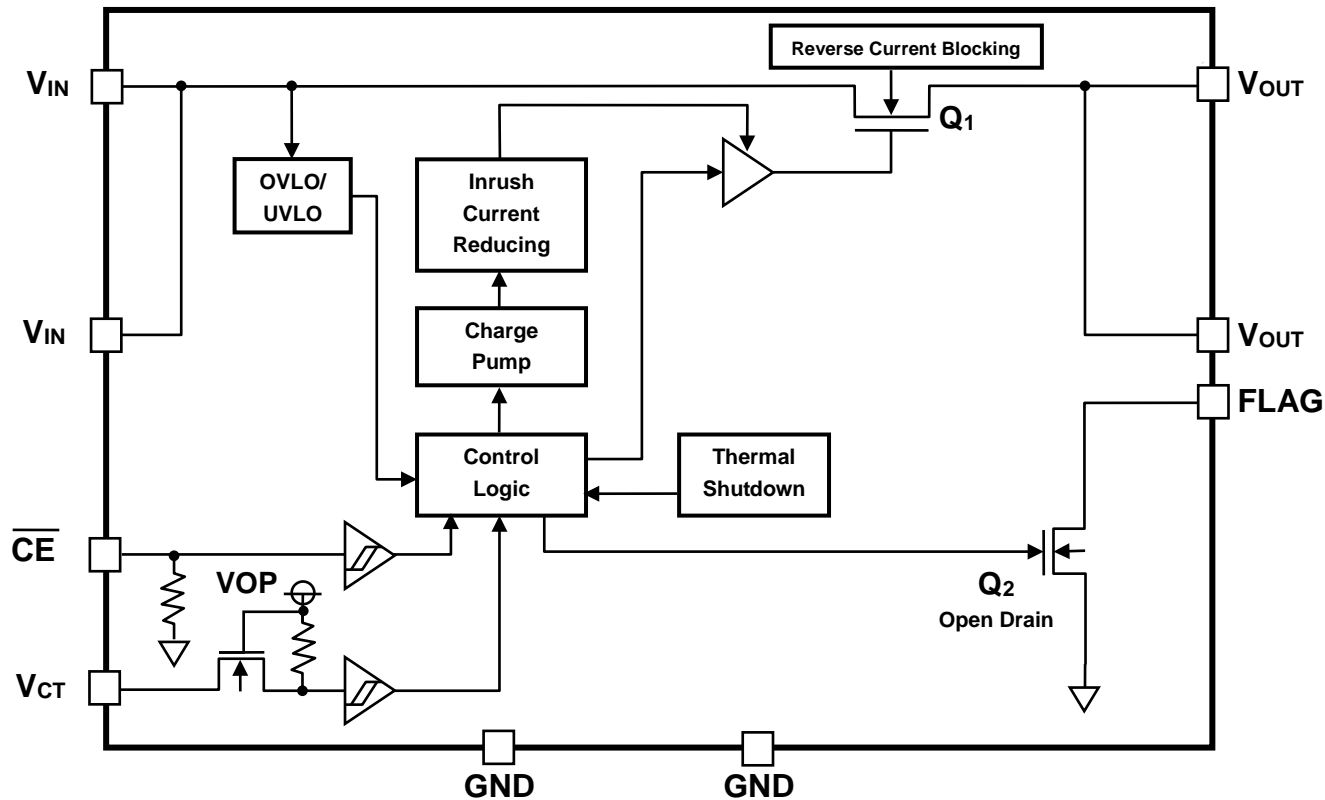 Reverse Current Blocking
VIN
VOUT
Q1
OVLO/
UVLO
Inrush
Current
Reducing
VIN
Charge
Pump
VOUT
FLAG
Control
Logic
Thermal
Shutdown
CE
VOP
Q2
Open Drain
VCT
GND
GND